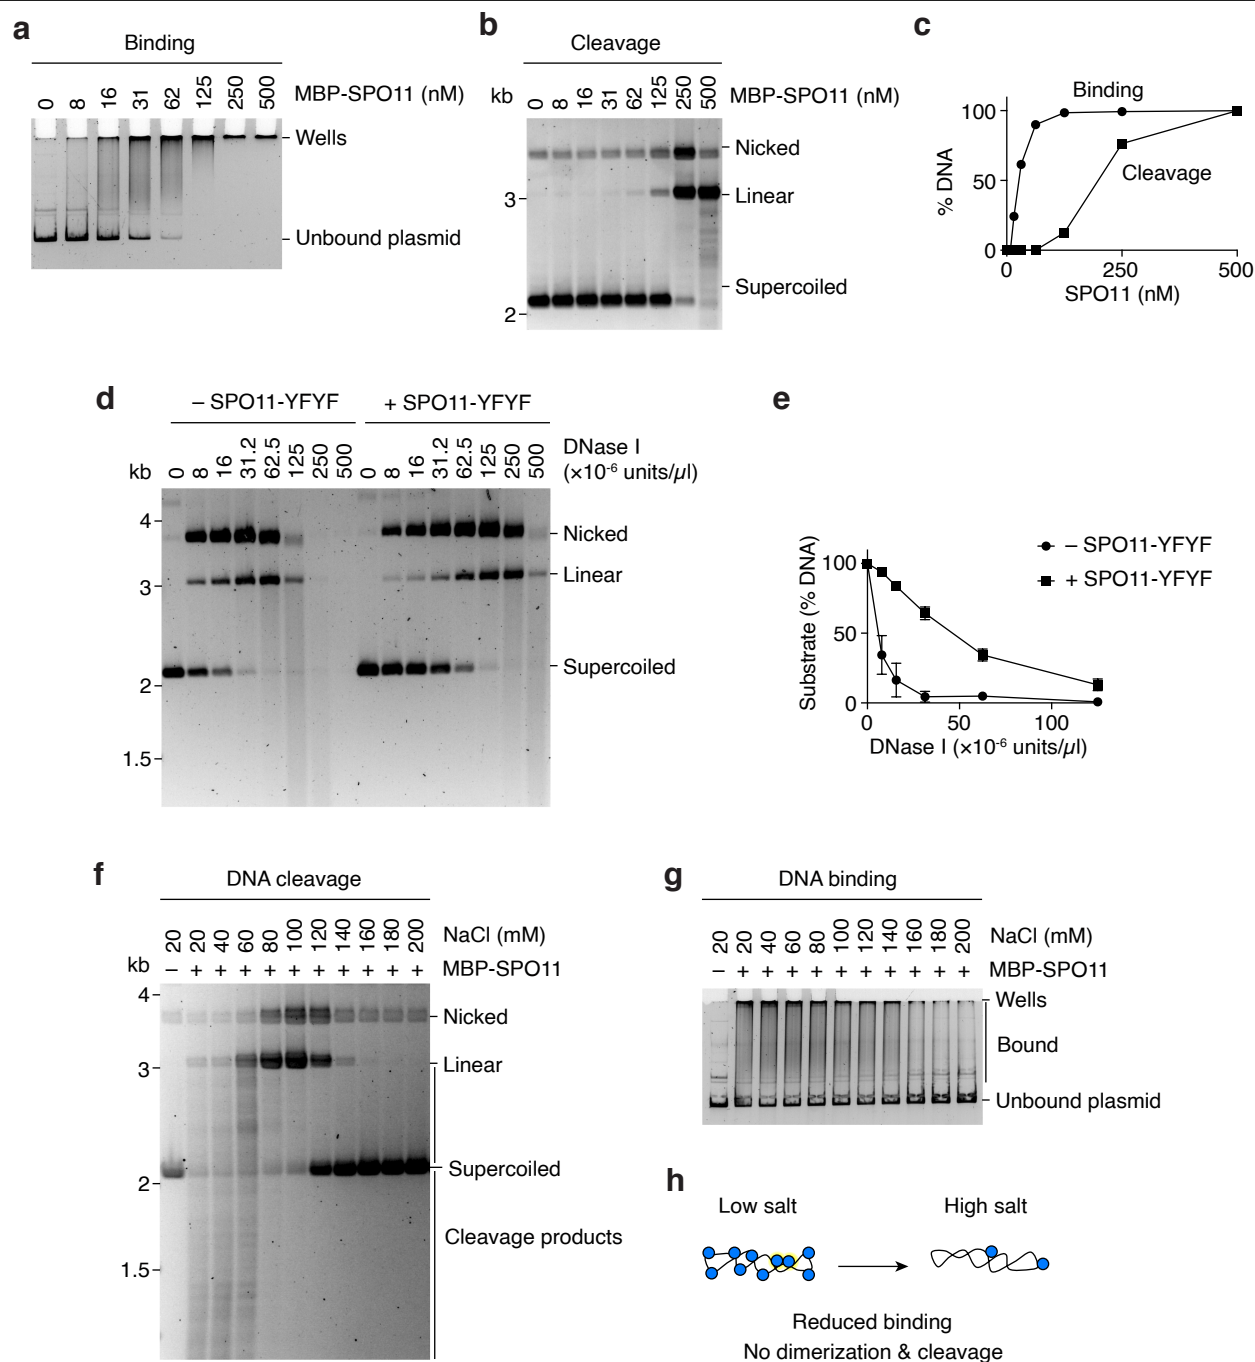 a
Binding
0 8 16 31 62 125 250 500 MBP-SPO11 (nM)
Wells
Unbound plasmid
b
Cleavage
kb 0 8 16 31 62 125 250 500 MBP-SPO11 (nM)
Nicked
3
Linear
Supercoiled
2
c
Binding
100
Cleavage
50
0
% DNA
0 250 500
SPO11 (nM)
d
– SPO11-YFYF + SPO11-YFYF
kb 0 8 16 31.2 62.5 125 250 500 0 8 16 31.2 62.5 125 250 500 DNase I
(×10⁻⁶ units/µl)
4
Nicked
3
Linear
Supercoiled
2
1.5
e
– SPO11-YFYF
+ SPO11-YFYF
Substrate (% DNA)
100
50
0
0 50 100
DNase I (×10⁻⁶ units/µl)
f
DNA cleavage
20 20 40 60 80 100 120 140 160 180 200 NaCl (mM)
kb – + + + + + + + + + + MBP-SPO11
4
Nicked
3
Linear
Supercoiled
2
Cleavage products
1.5
g
DNA binding
20 20 40 60 80 100 120 140 160 180 200 NaCl (mM)
– + + + + + + + + + + MBP-SPO11
Wells
Bound
Unbound plasmid
h
Low salt High salt
Reduced binding
No dimerization & cleavage